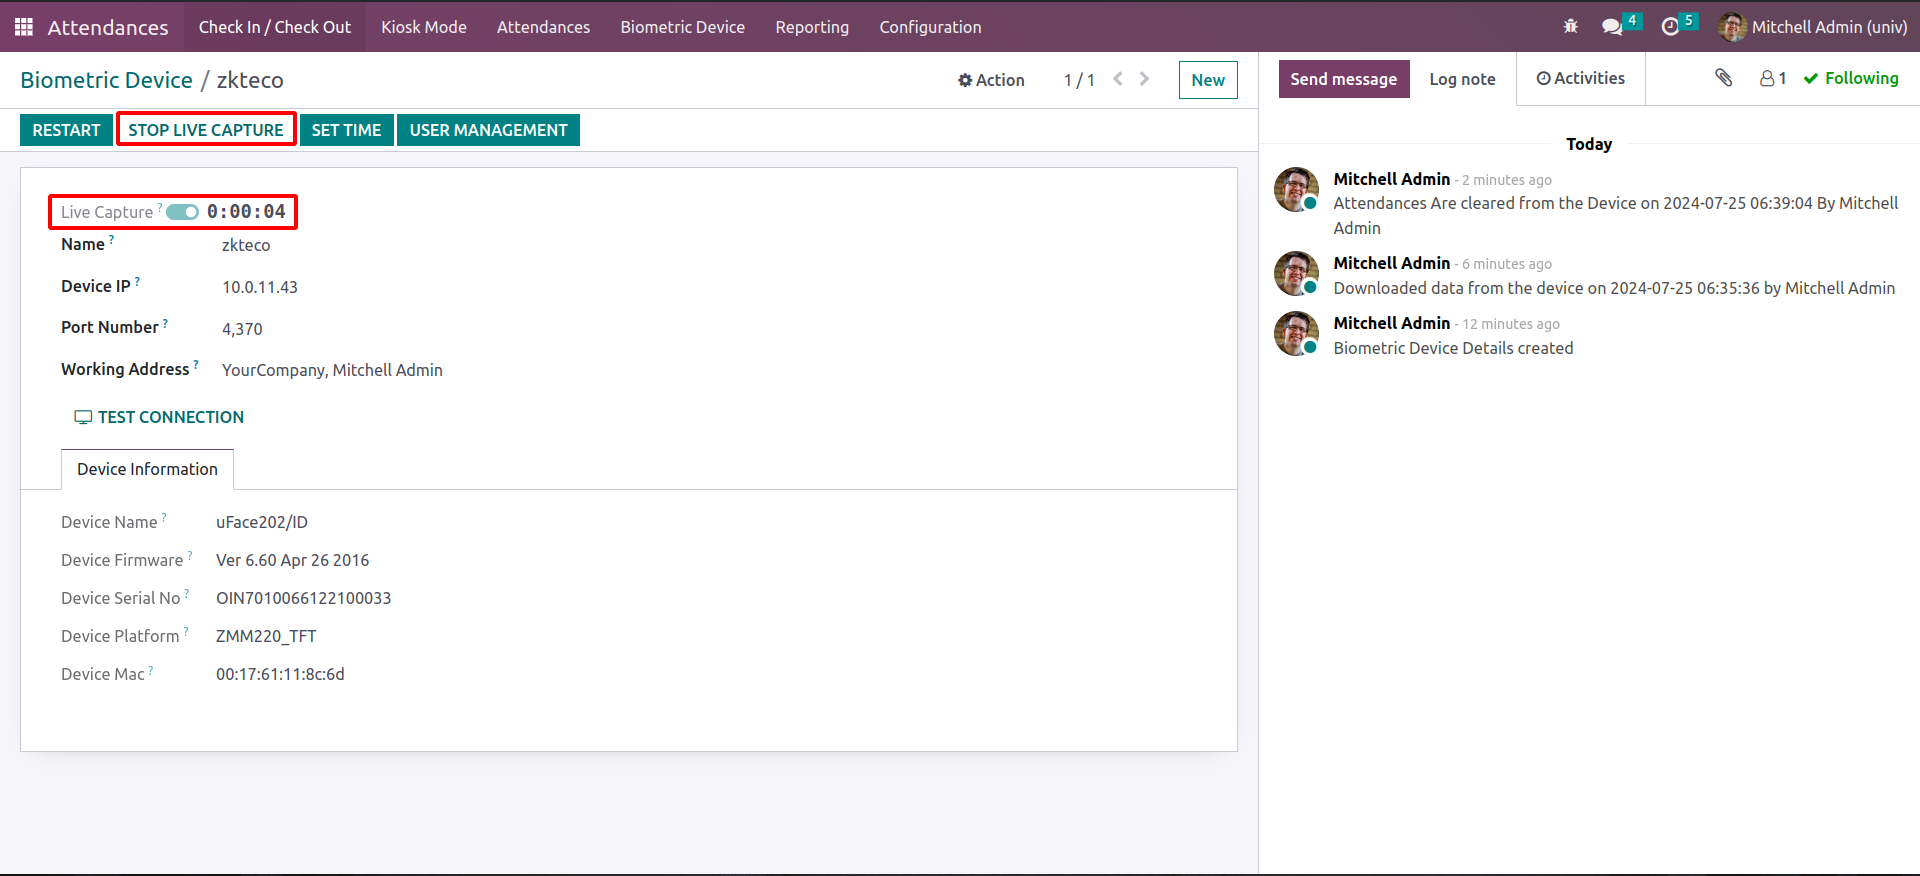 Attendances Check In / Check Out Kiosk Mode Attendances Biometric Device Reporting Configuration 4 5 Mitchell Admin (univ)
Biometric Device / zkteco Action 1 / 1 New
RESTART STOP LIVE CAPTURE SET TIME USER MANAGEMENT
Live Capture ? 0:00:04
Name ? zkteco
Device IP ? 10.0.11.43
Port Number ? 4,370
Working Address ? YourCompany, Mitchell Admin
TEST CONNECTION
Device Information
Device Name ? uFace202/ID
Device Firmware ? Ver 6.60 Apr 26 2016
Device Serial No ? OIN7010066122100033
Device Platform ? ZMM220_TFT
Device Mac ? 00:17:61:11:8c:6d
Send message Log note Activities 1 Following
Today
Mitchell Admin - 2 minutes ago
Attendances Are cleared from the Device on 2024-07-25 06:39:04 By Mitchell
Admin
Mitchell Admin - 6 minutes ago
Downloaded data from the device on 2024-07-25 06:35:36 by Mitchell Admin
Mitchell Admin - 12 minutes ago
Biometric Device Details created